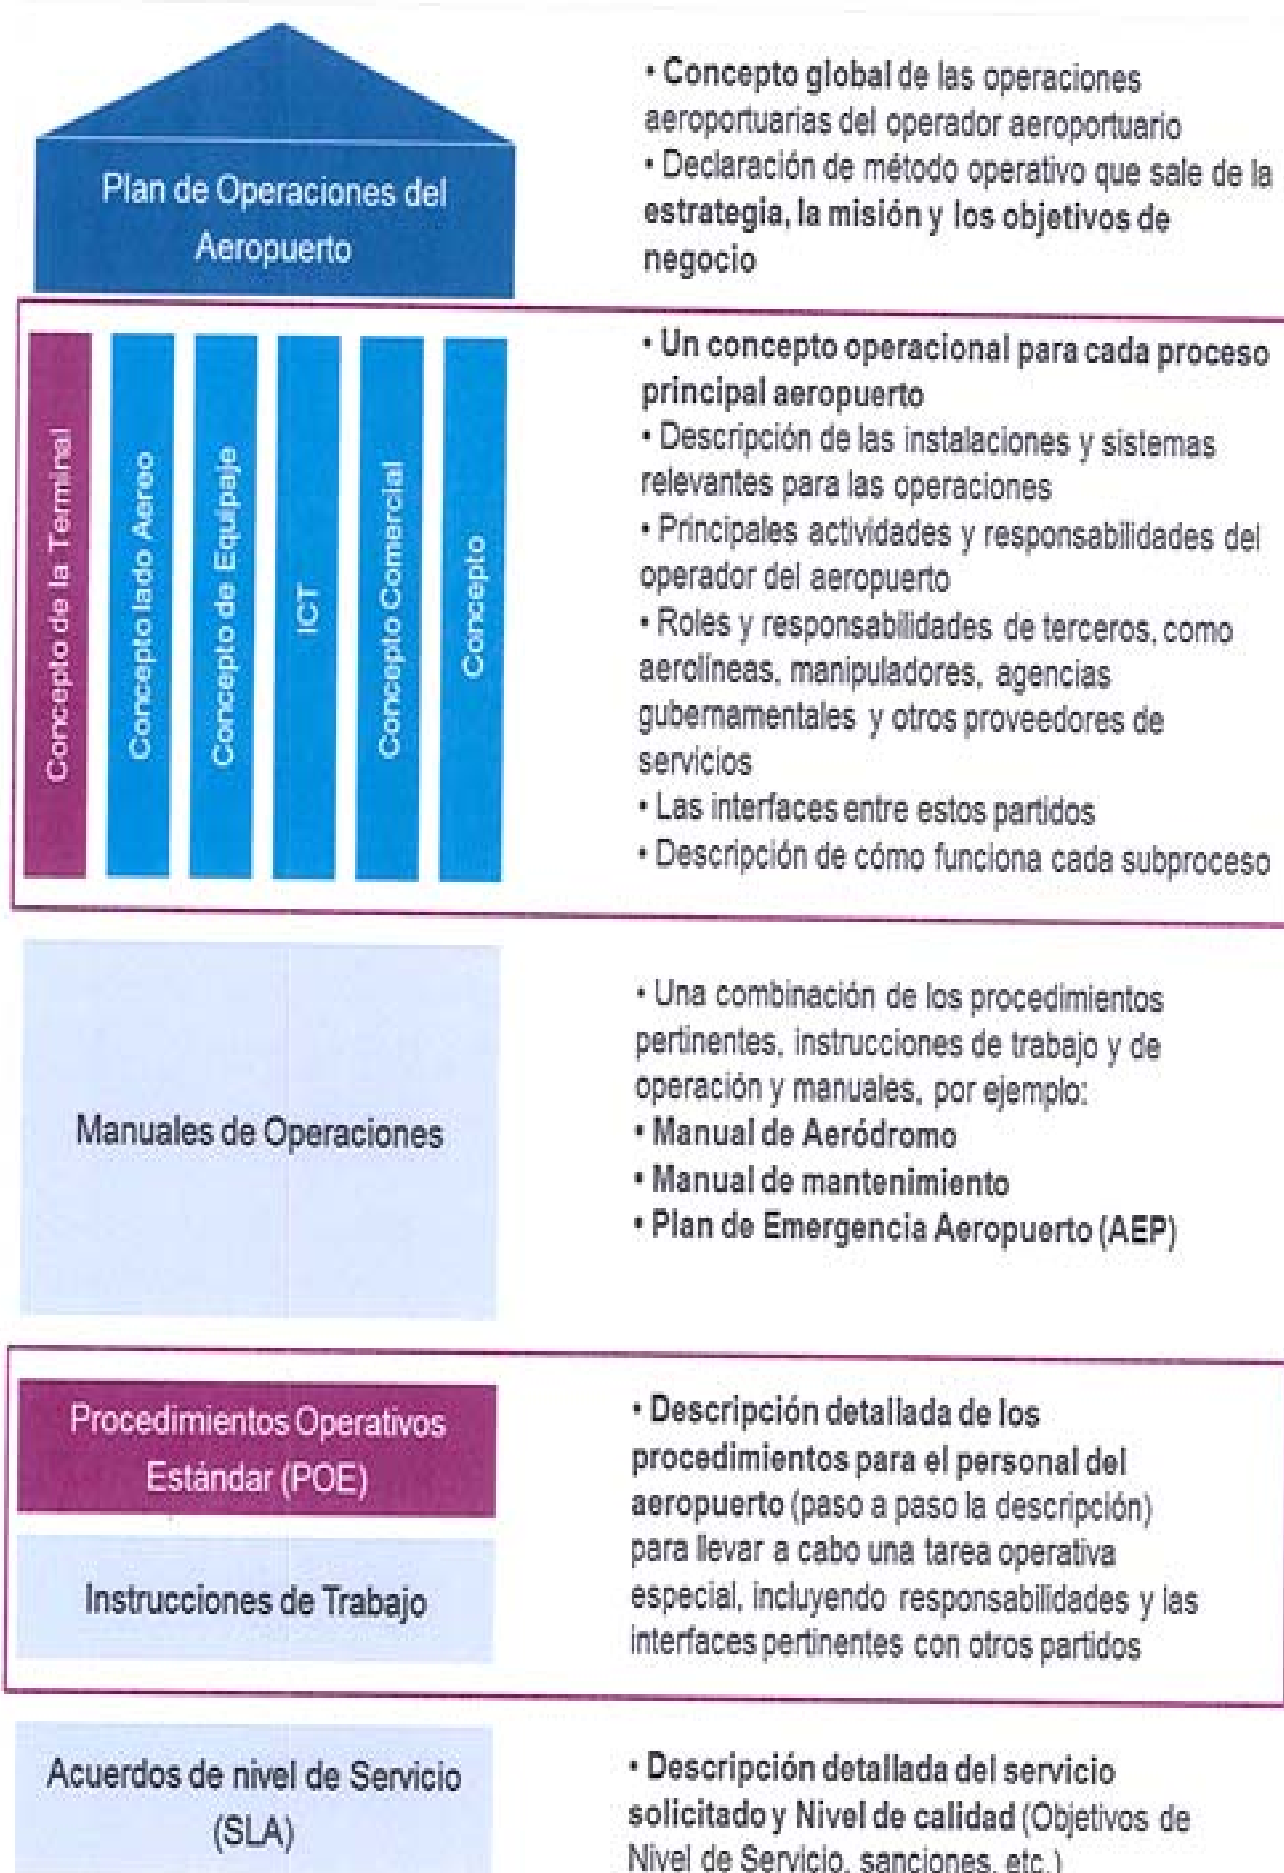 Plan de Operaciones del
Aeropuerto
• Concepto global de las operaciones
aeroportuarias del operador aeroportuario
• Declaración de método operativo que sale de la
estrategia, la misión y los objetivos de
negocio
Concepto de la Terminal
Concepto lado Aereo
Concepto de Equipaje
ICT
Concepto Comercial
Concepto
• Un concepto operacional para cada proceso
principal aeropuerto
• Descripción de las instalaciones y sistemas
relevantes para las operaciones
• Principales actividades y responsabilidades del
operador del aeropuerto
• Roles y responsabilidades de terceros, como
aerolíneas, manipuladores, agencias
gubernamentales y otros proveedores de
servicios
• Las interfaces entre estos partidos
• Descripción de cómo funciona cada subproceso
Manuales de Operaciones
• Una combinación de los procedimientos
pertinentes, instrucciones de trabajo y de
operación y manuales, por ejemplo:
• Manual de Aeródromo
• Manual de mantenimiento
• Plan de Emergencia Aeropuerto (AEP)
Procedimientos Operativos
Estándar (POE)
Instrucciones de Trabajo
• Descripción detallada de los
procedimientos para el personal del
aeropuerto (paso a paso la descripción)
para llevar a cabo una tarea operativa
especial, incluyendo responsabilidades y las
interfaces pertinentes con otros partidos
Acuerdos de nivel de Servicio
(SLA)
• Descripción detallada del servicio
solicitado y Nivel de calidad (Objetivos de
Nivel de Servicio, sanciones, etc.)